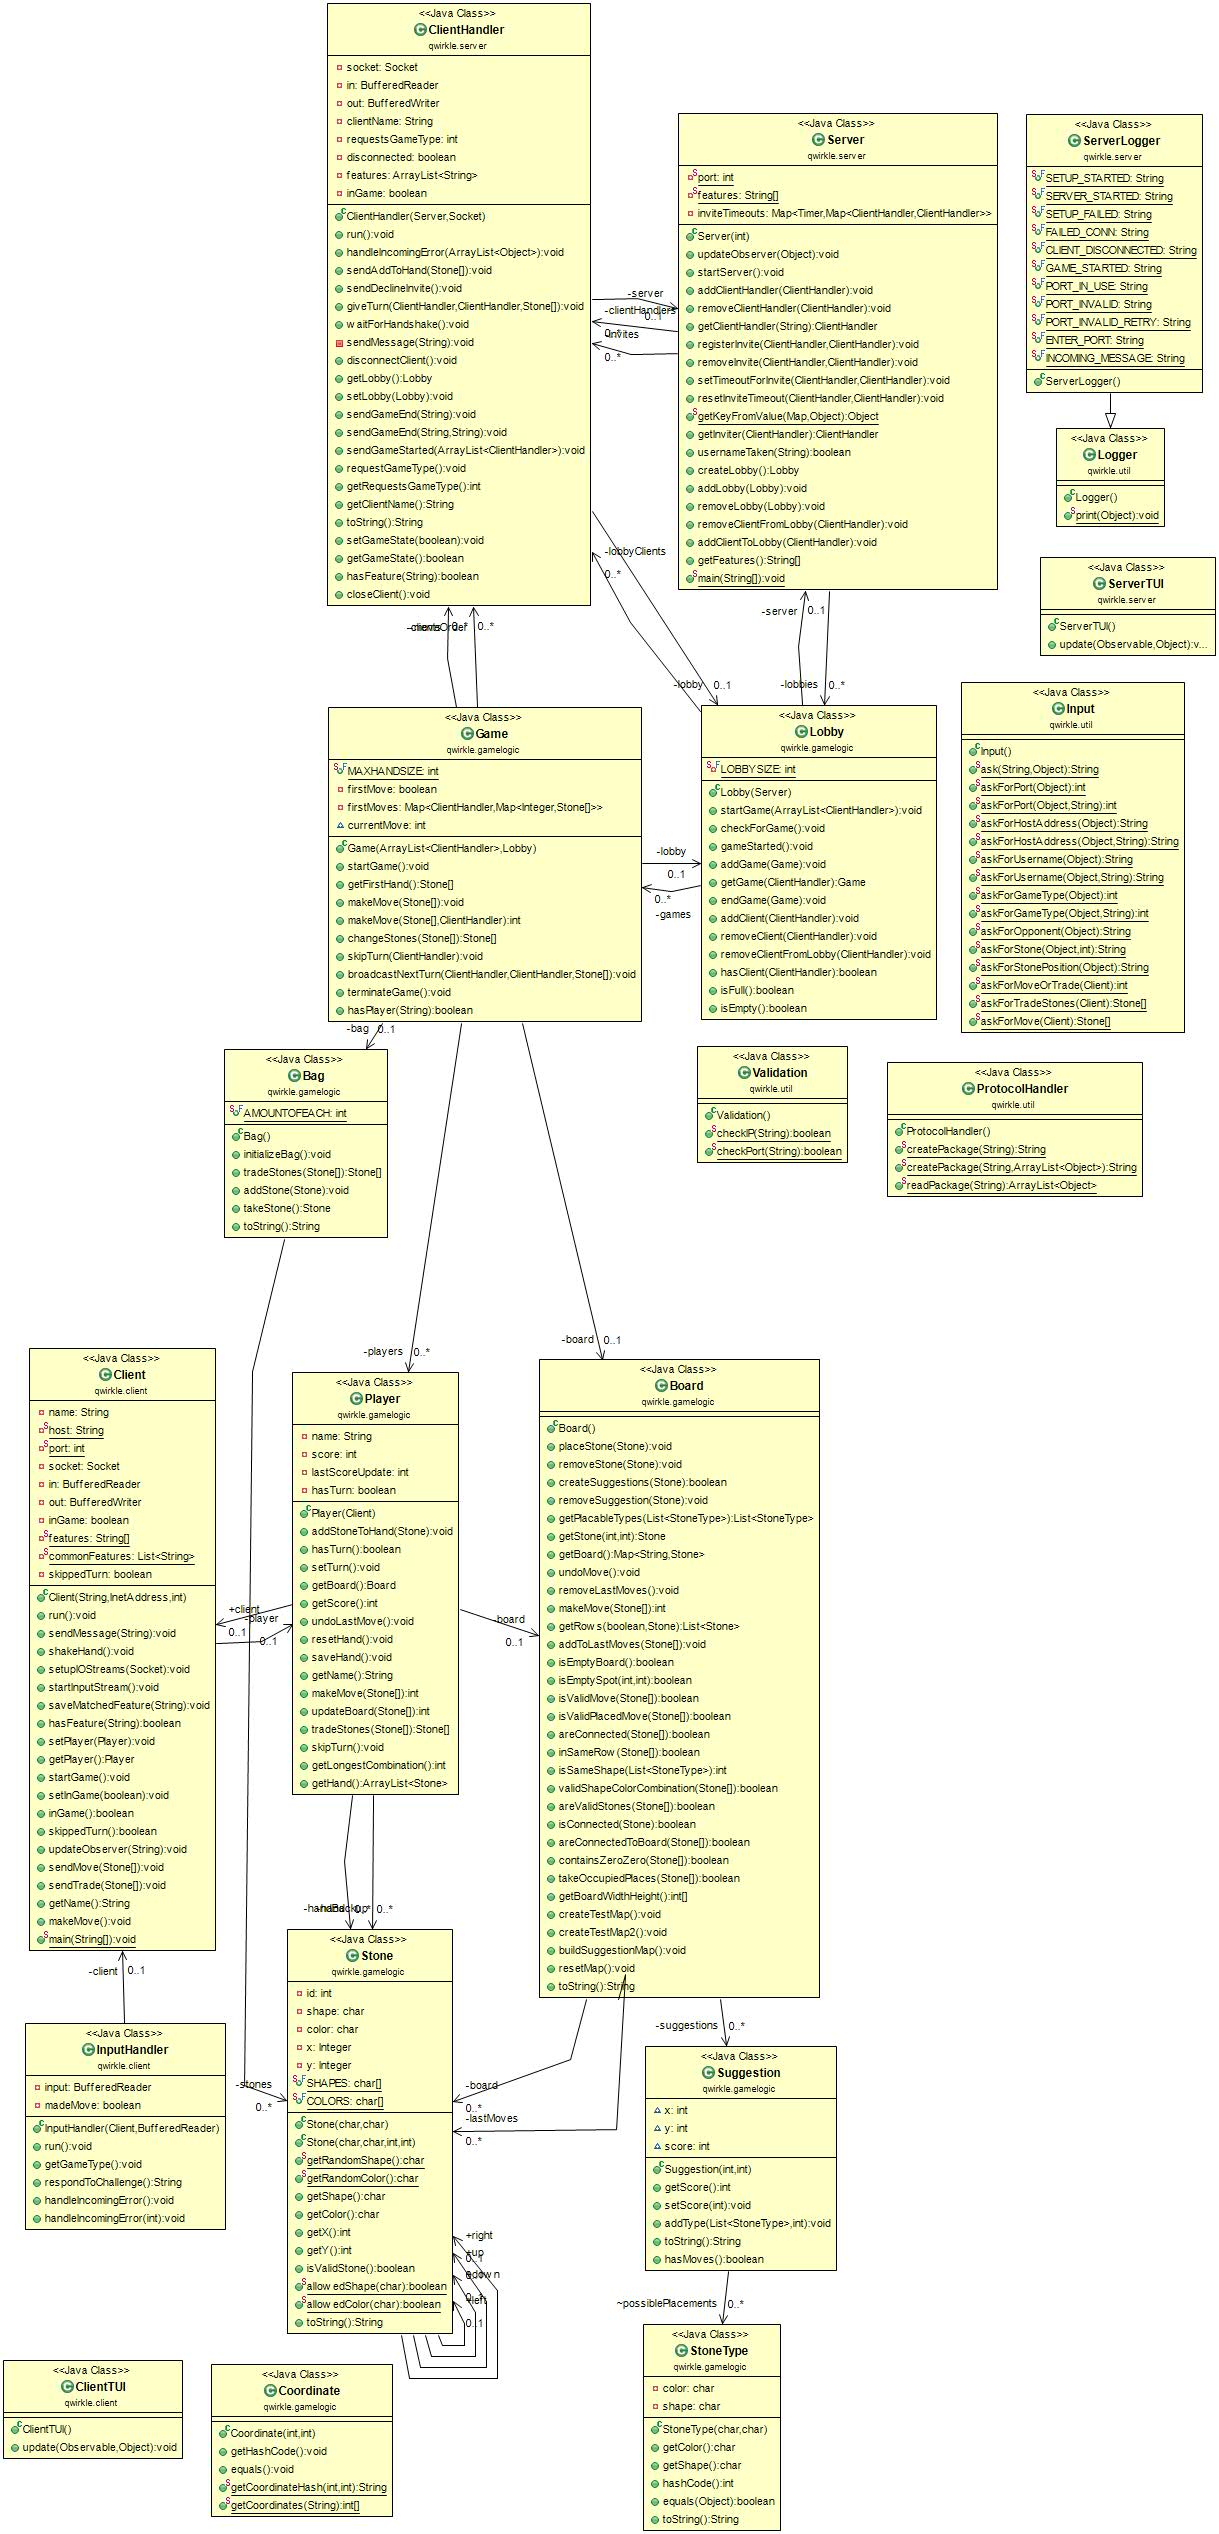 <<Java Class>>
ClientHandler
qwirkle.server
socket: Socket
in: BufferedReader
out: BufferedWriter
clientName: String
requestsGameType: int
disconnected: boolean
features: ArrayList<String>
inGame: boolean
ClientHandler(Server,Socket)
run():void
handleIncomingError(ArrayList<Object>):void
sendAddToHand(Stone[]):void
sendDeclineInvite():void
giveTurn(ClientHandler,ClientHandler,Stone[]):void
waitForHandshake():void
sendMessage(String):void
disconnectClient():void
getLobby():Lobby
setLobby(Lobby):void
sendGameEnd(String):void
sendGameEnd(String,String):void
sendGameStarted(ArrayList<ClientHandler>):void
requestGameType():void
getRequestsGameType():int
getClientName():String
toString():String
setGameState(boolean):void
getGameState():boolean
hasFeature(String):boolean
closeClient():void
<<Java Class>>
Server
qwirkle.server
port: int
features: String[]
inviteTimeouts: Map<Timer,Map<ClientHandler,ClientHandler>>
Server(int)
updateObserver(Object):void
startServer():void
addClientHandler(ClientHandler):void
removeClientHandler(ClientHandler):void
getClientHandler(String):ClientHandler
registerInvite(ClientHandler,ClientHandler):void
removeInvite(ClientHandler,ClientHandler):void
setTimeoutForInvite(ClientHandler,ClientHandler):void
resetInviteTimeout(ClientHandler,ClientHandler):void
getKeyFromValue(Map,Object):Object
getInviter(ClientHandler):ClientHandler
usernameTaken(String):boolean
createLobby():Lobby
addLobby(Lobby):void
removeLobby(Lobby):void
removeClientFromLobby(ClientHandler):void
addClientToLobby(ClientHandler):void
getFeatures():String[]
main(String[]):void
<<Java Class>>
ServerLogger
qwirkle.server
SETUP_STARTED: String
SERVER_STARTED: String
SETUP_FAILED: String
FAILED_CONN: String
CLIENT_DISCONNECTED: String
GAME_STARTED: String
PORT_IN_USE: String
PORT_INVALID: String
PORT_INVALID_RETRY: String
ENTER_PORT: String
INCOMING_MESSAGE: String
ServerLogger()
<<Java Class>>
Logger
qwirkle.util
Logger()
print(Object):void
<<Java Class>>
ServerTUI
qwirkle.server
ServerTUI()
update(Observable,Object):v...
-server
0..1
-clientHandlers
0..*
-invites
0..*
-lobbyClients
0..*
-server
0..1
-lobby
0..1
-lobbies
0..*
0..*
0..*
<<Java Class>>
Game
qwirkle.gamelogic
MAXHANDSIZE: int
firstMove: boolean
firstMoves: Map<ClientHandler,Map<Integer,Stone[]>>
currentMove: int
Game(ArrayList<ClientHandler>,Lobby)
startGame():void
getFirstHand():Stone[]
makeMove(Stone[]):void
makeMove(Stone[],ClientHandler):int
changeStones(Stone[]):Stone[]
skipTurn(ClientHandler):void
broadcastNextTurn(ClientHandler,ClientHandler,Stone[]):void
terminateGame():void
hasPlayer(String):boolean
-lobby
0..1
0..*
-games
<<Java Class>>
Lobby
qwirkle.gamelogic
LOBBYSIZE: int
Lobby(Server)
startGame(ArrayList<ClientHandler>):void
checkForGame():void
gameStarted():void
addGame(Game):void
getGame(ClientHandler):Game
endGame(Game):void
addClient(ClientHandler):void
removeClient(ClientHandler):void
removeClientFromLobby(ClientHandler):void
hasClient(ClientHandler):boolean
isFull():boolean
isEmpty():boolean
<<Java Class>>
Input
qwirkle.util
Input()
ask(String,Object):String
askForPort(Object):int
askForPort(Object,String):int
askForHostAddress(Object):String
askForHostAddress(Object,String):String
askForUsername(Object):String
askForUsername(Object,String):String
askForGameType(Object):int
askForGameType(Object,String):int
askForOpponent(Object):String
askForStone(Object,int):String
askForStonePosition(Object):String
askForMoveOrTrade(Client):int
askForTradeStones(Client):Stone[]
askForMove(Client):Stone[]
-bag
0..1
<<Java Class>>
Bag
qwirkle.gamelogic
AMOUNTOFEACH: int
Bag()
initializeBag():void
tradeStones(Stone[]):Stone[]
addStone(Stone):void
takeStone():Stone
toString():String
<<Java Class>>
Validation
qwirkle.util
Validation()
checkIP(String):boolean
checkPort(String):boolean
<<Java Class>>
ProtocolHandler
qwirkle.util
ProtocolHandler()
createPackage(String):String
createPackage(String,ArrayList<Object>):String
readPackage(String):ArrayList<Object>
-players
0..*
-board
0..1
<<Java Class>>
Client
qwirkle.client
name: String
host: String
port: int
socket: Socket
in: BufferedReader
out: BufferedWriter
inGame: boolean
features: String[]
commonFeatures: List<String>
skippedTurn: boolean
Client(String,InetAddress,int)
run():void
sendMessage(String):void
shakeHand():void
setupIOStreams(Socket):void
startInputStream():void
saveMatchedFeature(String):void
hasFeature(String):boolean
setPlayer(Player):void
getPlayer():Player
startGame():void
setInGame(boolean):void
inGame():boolean
skippedTurn():boolean
updateObserver(String):void
sendMove(Stone[]):void
sendTrade(Stone[]):void
getName():String
makeMove():void
main(String[]):void
+client
0..1
-player
0..1
<<Java Class>>
Player
qwirkle.gamelogic
name: String
score: int
lastScoreUpdate: int
hasTurn: boolean
Player(Client)
addStoneToHand(Stone):void
hasTurn():boolean
setTurn():void
getBoard():Board
getScore():int
undoLastMove():void
resetHand():void
saveHand():void
getName():String
makeMove(Stone[]):int
updateBoard(Stone[]):int
tradeStones(Stone[]):Stone[]
skipTurn():void
getLongestCombination():int
getHand():ArrayList<Stone>
-board
0..1
<<Java Class>>
Board
qwirkle.gamelogic
Board()
placeStone(Stone):void
removeStone(Stone):void
createSuggestions(Stone):boolean
removeSuggestion(Stone):void
getPlacableTypes(List<StoneType>):List<StoneType>
getStone(int,int):Stone
getBoard():Map<String,Stone>
undoMove():void
removeLastMoves():void
makeMove(Stone[]):int
getRows(boolean,Stone):List<Stone>
addToLastMoves(Stone[]):void
isEmptyBoard():boolean
isEmptySpot(int,int):boolean
isValidMove(Stone[]):boolean
isValidPlacedMove(Stone[]):boolean
areConnected(Stone[]):boolean
inSameRow(Stone[]):boolean
isSameShape(List<StoneType>):int
validShapeColorCombination(Stone[]):boolean
areValidStones(Stone[]):boolean
isConnected(Stone):boolean
areConnectedToBoard(Stone[]):boolean
containsZeroZero(Stone[]):boolean
takeOccupiedPlaces(Stone[]):boolean
getBoardWidthHeight():int[]
createTestMap():void
createTestMap2():void
buildSuggestionMap():void
resetMap():void
toString():String
0..*
0..*
-client
0..1
<<Java Class>>
InputHandler
qwirkle.client
input: BufferedReader
madeMove: boolean
InputHandler(Client,BufferedReader)
run():void
getGameType():void
respondToChallenge():String
handleIncomingError():void
handleIncomingError(int):void
-stones
0..*
<<Java Class>>
Stone
qwirkle.gamelogic
id: int
shape: char
color: char
x: Integer
y: Integer
SHAPES: char[]
COLORS: char[]
Stone(char,char)
Stone(char,char,int,int)
getRandomShape():char
getRandomColor():char
getShape():char
getColor():char
getX():int
getY():int
isValidStone():boolean
allowedShape(char):boolean
allowedColor(char):boolean
toString():String
-board
0..*
-lastMoves
0..*
+right
0..1
+up
+down
+left
0..1
-suggestions
0..*
<<Java Class>>
Suggestion
qwirkle.gamelogic
x: int
y: int
score: int
Suggestion(int,int)
getScore():int
setScore(int):void
addType(List<StoneType>,int):void
toString():String
hasMoves():boolean
~possiblePlacements
0..*
<<Java Class>>
StoneType
qwirkle.gamelogic
color: char
shape: char
StoneType(char,char)
getColor():char
getShape():char
hashCode():int
equals(Object):boolean
toString():String
<<Java Class>>
ClientTUI
qwirkle.client
ClientTUI()
update(Observable,Object):void
<<Java Class>>
Coordinate
qwirkle.gamelogic
Coordinate(int,int)
getHashCode():void
equals():void
getCoordinateHash(int,int):String
getCoordinates(String):int[]